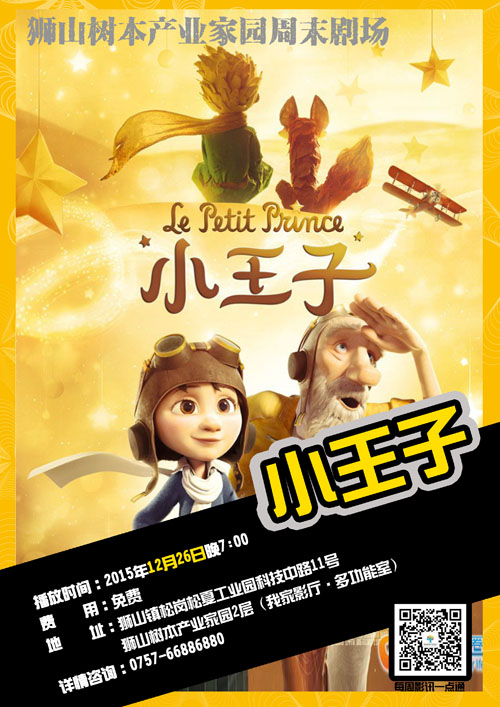 狮山树本产业家园周末剧场
Le Petit Prince
小王子
小王子
播放时间：2015年12月26日晚7:00
费　用：免费
地　址：狮山镇松岗松夏工业园科技中路11号
狮山树本产业家园2层（我家影厅·多功能室）
详情咨询：0757-66886880
每周影讯一点通